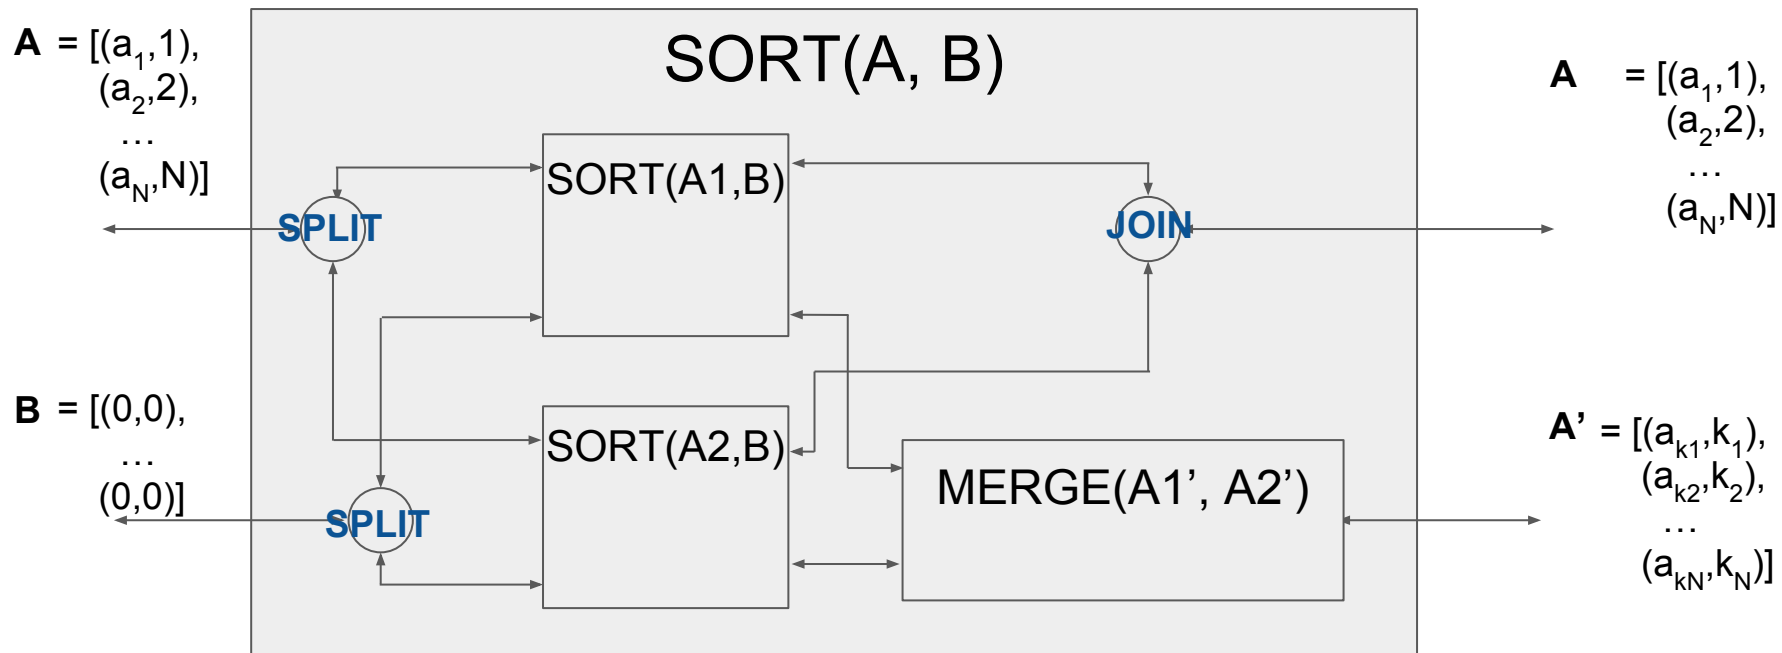 SORT(A, B)
A = [(a₁,1),
(a₂,2),
…
(aN,N)]
B = [(0,0),
…
(0,0)]
SPLIT
SPLIT
SORT(A1,B)
SORT(A2,B)
JOIN
MERGE(A1’, A2’)
A = [(a₁,1),
(a₂,2),
…
(aN,N)]
A’ = [(ak1,k₁),
(ak2,k₂),
…
(akN,kN)]